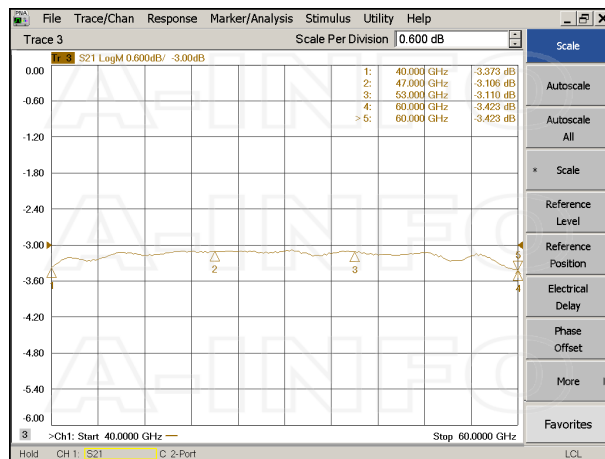 File Trace/Chan Response Marker/Analysis Stimulus Utility Help
Trace 3
Scale Per Division 0.600 dB
Tr 3 S21 LogM 0.600dB/ -3.00dB
1: 40.000 GHz -3.373 dB
2: 47.000 GHz -3.106 dB
3: 53.000 GHz -3.110 dB
4: 60.000 GHz -3.423 dB
> 5: 60.000 GHz -3.423 dB
0.00
-0.60
-1.20
-1.80
-2.40
-3.00
-3.60
-4.20
-4.80
-5.40
-6.00
1
2
3
5
4
3 >Ch1: Start 40.0000 GHz Stop 60.0000 GHz
Scale
Autoscale
Autoscale
All
* Scale
Reference
Level
Reference
Position
Electrical
Delay
Phase
Offset
More
Favorites
Hold CH 1: S21 C 2-Port LCL
A-INFO
A-INFO
A-INFO